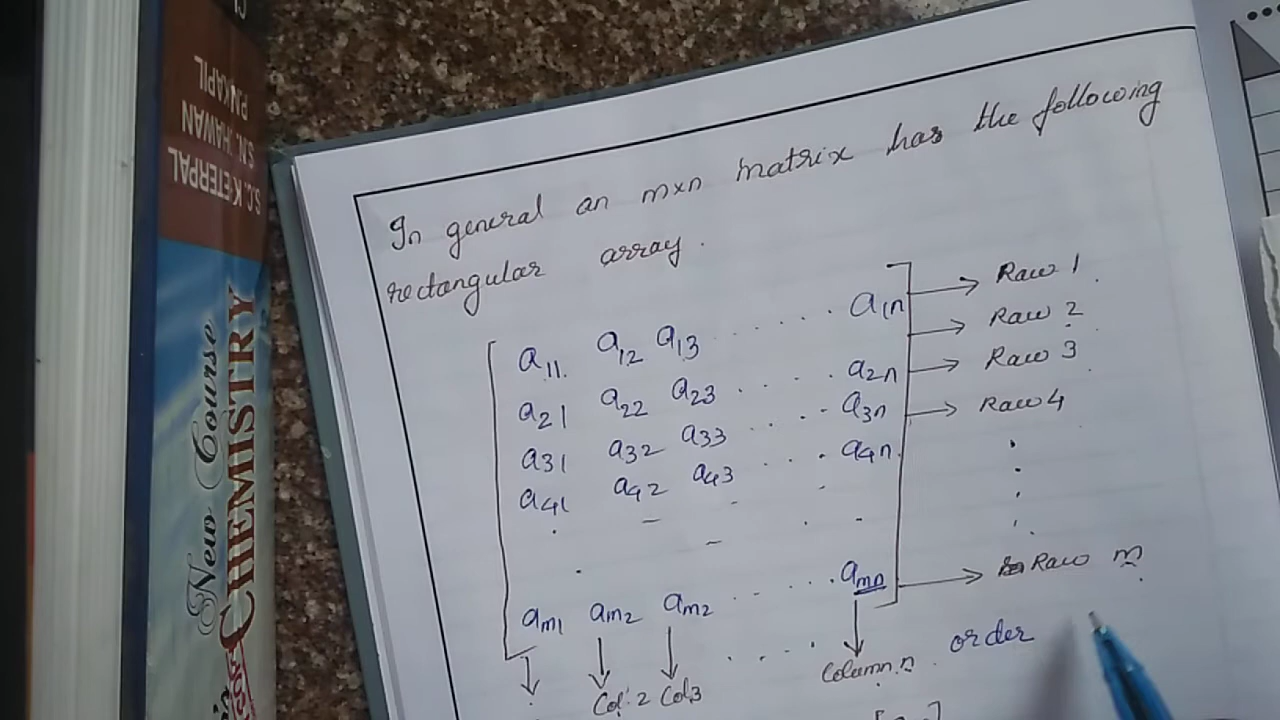 In general an m×n matrix has the following
rectangular array.
a11 a12 a13 ...... a1n → Raw 1
→ Raw 2
a21 a22 a23 ..... a2n → Raw 3
a31 a32 a33 ..... a3n → Raw 4
a41 a42 a43 ... a4n
am1 am2 am2 ...... amn → Raw m
Col: 2 Col3 ..... Column n. order
S.C. KETERPAL
S.N. HAWAN
P.N KAPIL
New Course
CHEMISTRY